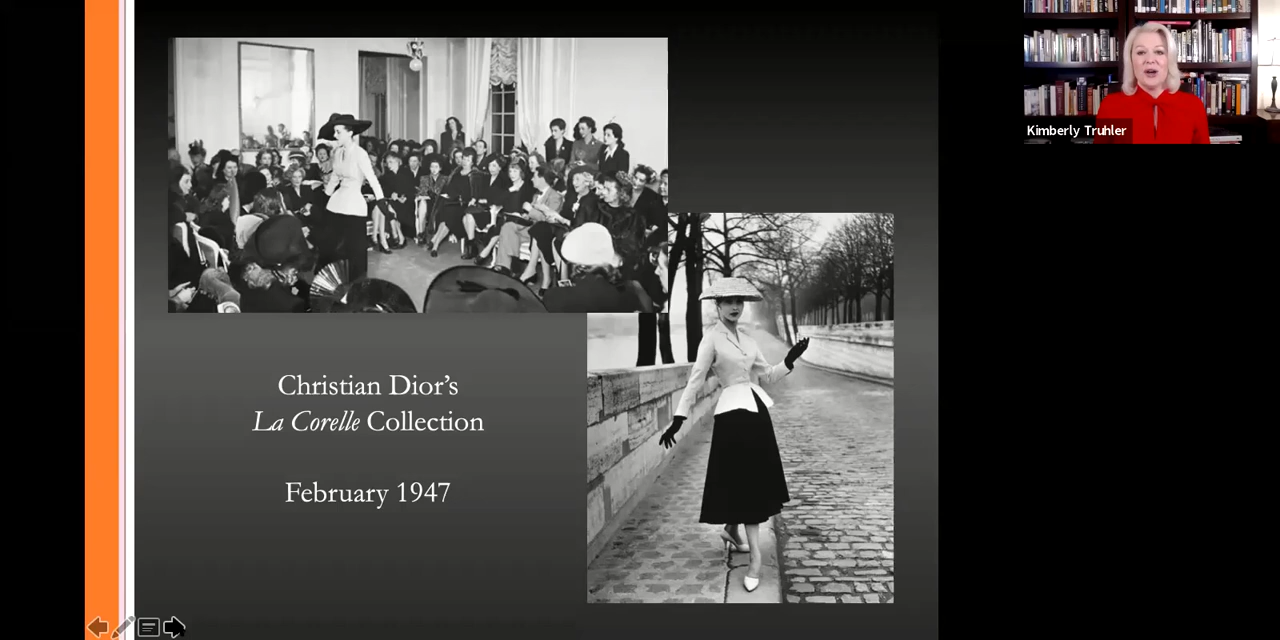 Kimberly Truhler
Christian Dior’s
La Corelle Collection
February 1947